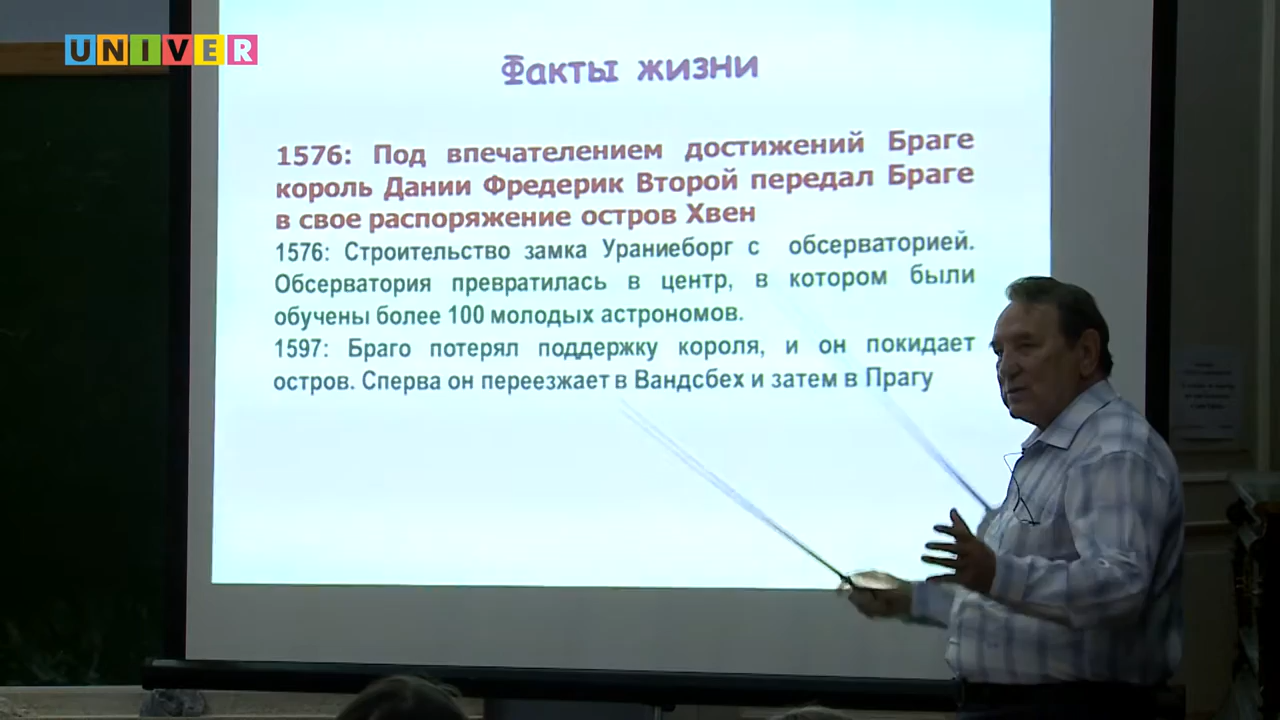 UNIVER
Факты жизни
1576: Под впечателением достижений Браге
король Дании Фредерик Второй передал Браге
в свое распоряжение остров Хвен
1576: Строительство замка Ураниеборг с обсерваторией.
Обсерватория превратилась в центр, в котором были
обучены более 100 молодых астрономов.
1597: Браго потерял поддержку короля, и он покидает
остров. Сперва он переезжает в Вандсбех и затем в Прагу